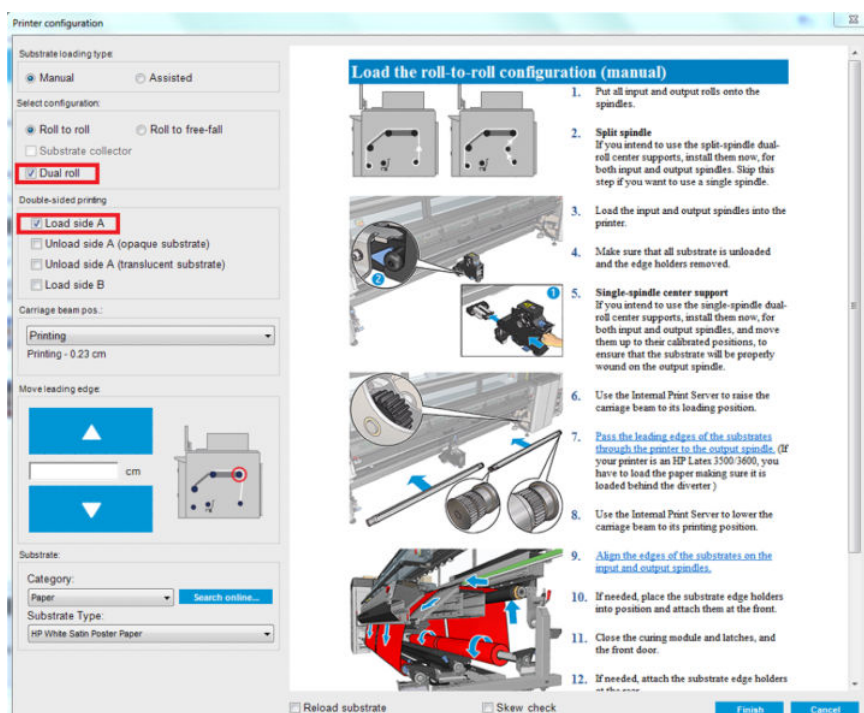 Printer configuration
Substrate loading type:
Manual
Assisted
Select configuration:
Roll to roll
Roll to free-fall
Substrate collector
Dual roll
Double-sided printing
Load side A
Unload side A (opaque substrate)
Unload side A (translucent substrate)
Load side B
Carriage beam pos.:
Printing
Printing - 0.23 cm
Move leading edge:
cm
Substrate:
Category:
Paper
Search online...
Substrate Type:
HP White Satin Poster Paper
Load the roll-to-roll configuration (manual)
1. Put all input and output rolls onto the
spindles.
2. Split spindle
If you intend to use the split-spindle dual-
roll center supports, install them now, for
both input and output spindles. Skip this
step if you want to use a single spindle.
3. Load the input and output spindles into the
printer.
4. Make sure that all substrate is unloaded
and the edge holders removed.
5. Single-spindle center support
If you intend to use the single-spindle dual-
roll center supports, install them now, for
both input and output spindles, and move
them up to their calibrated positions, to
ensure that the substrate will be properly
wound on the output spindle.
2
1
6. Use the Internal Print Server to raise the
carriage beam to its loading position.
7. Pass the leading edges of the substrates
through the printer to the output spindle. (If
your printer is an HP Latex 3500/3600, you
have to load the paper making sure it is
loaded behind the diverter )
8. Use the Internal Print Server to lower the
carriage beam to its printing position.
9. Align the edges of the substrates on the
input and output spindles.
10. If needed, place the substrate edge holders
into position and attach them at the front.
11. Close the curing module and latches, and
the front door.
12. If needed, attach the substrate edge holders
at the rear.
Reload substrate
Skew check
Finish
Cancel